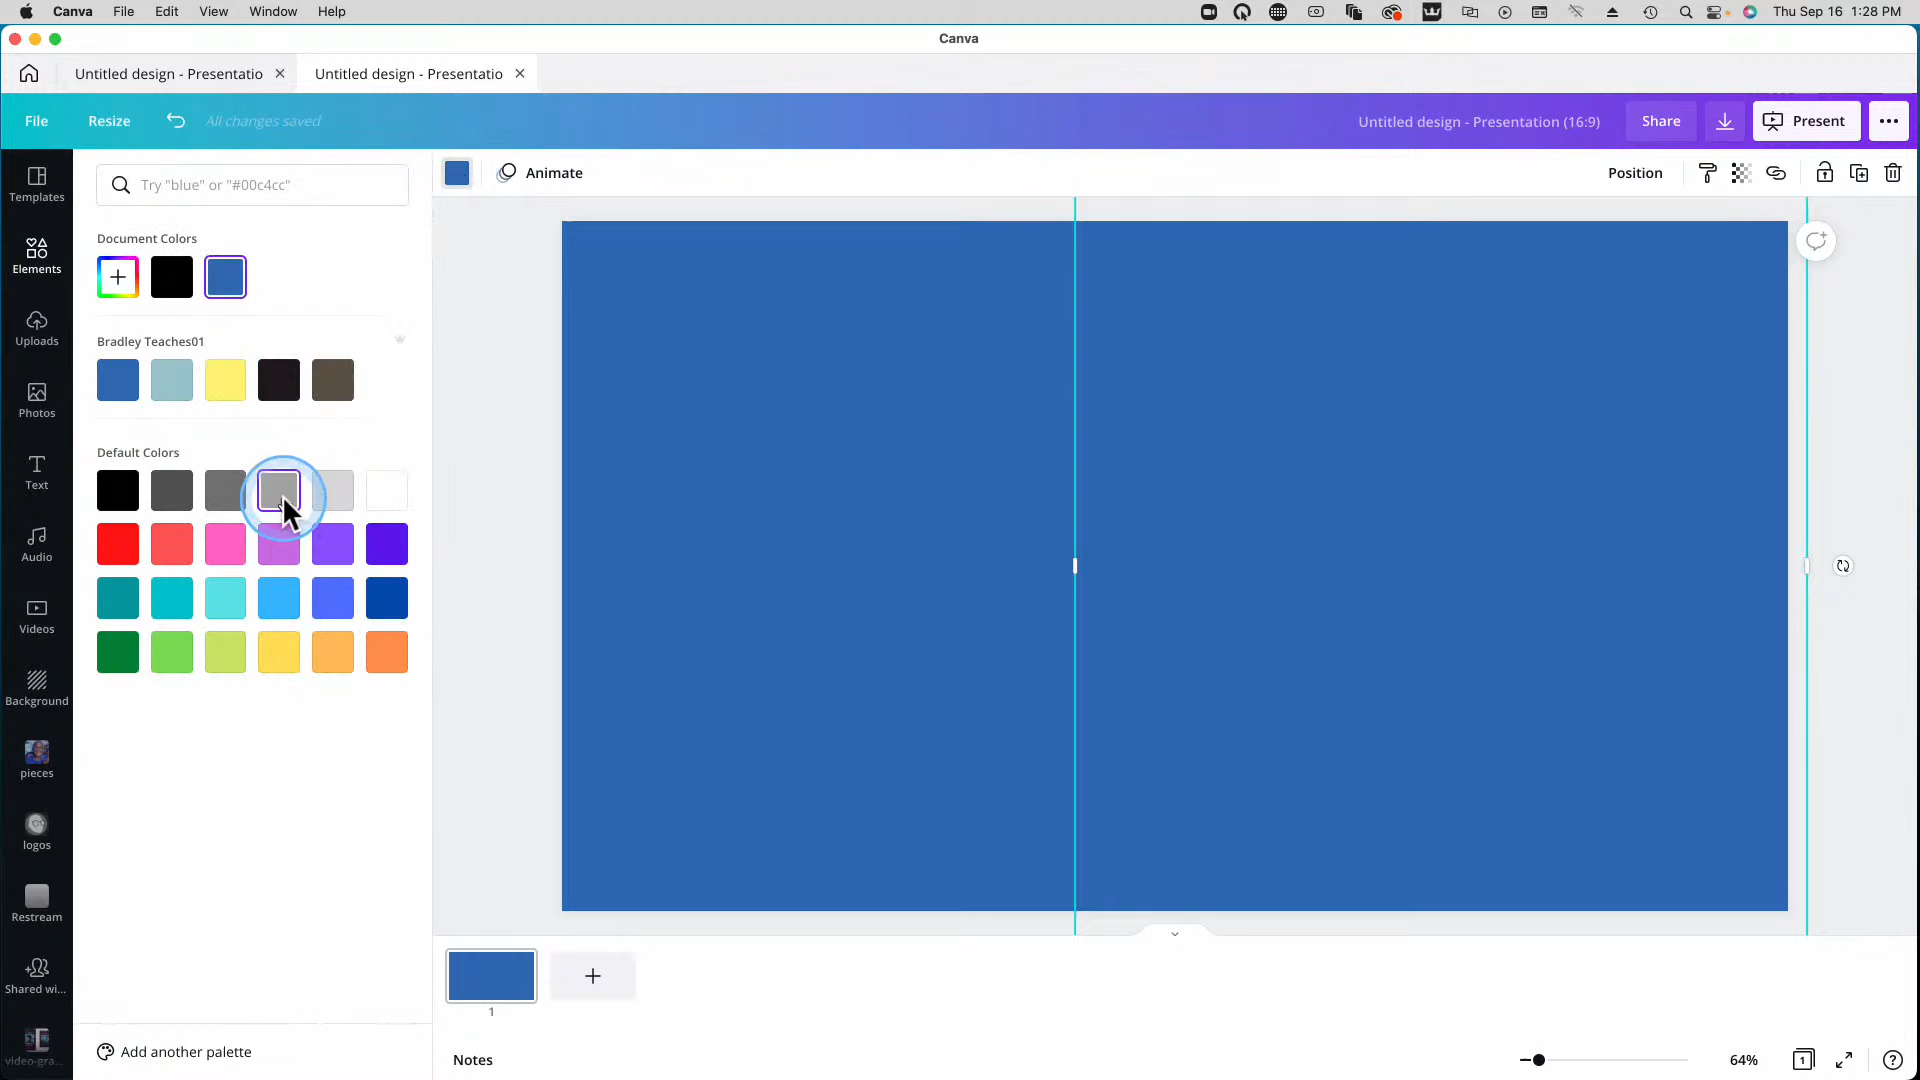 Canva File Edit View Window Help Thu Sep 16 1:28 PM
Canva
Untitled design - Presentatio Untitled design - Presentatio
File Resize All changes saved Untitled design - Presentation (16:9) Share Present
Try "blue" or "#00c4cc"
Animate Position
Templates
Elements
Uploads
Photos
Text
Audio
Videos
Background
pieces
logos
Restream
Shared wi...
video-gra...
Document Colors
Bradley Teaches01
Default Colors
Add another palette
1
Notes 64% 1